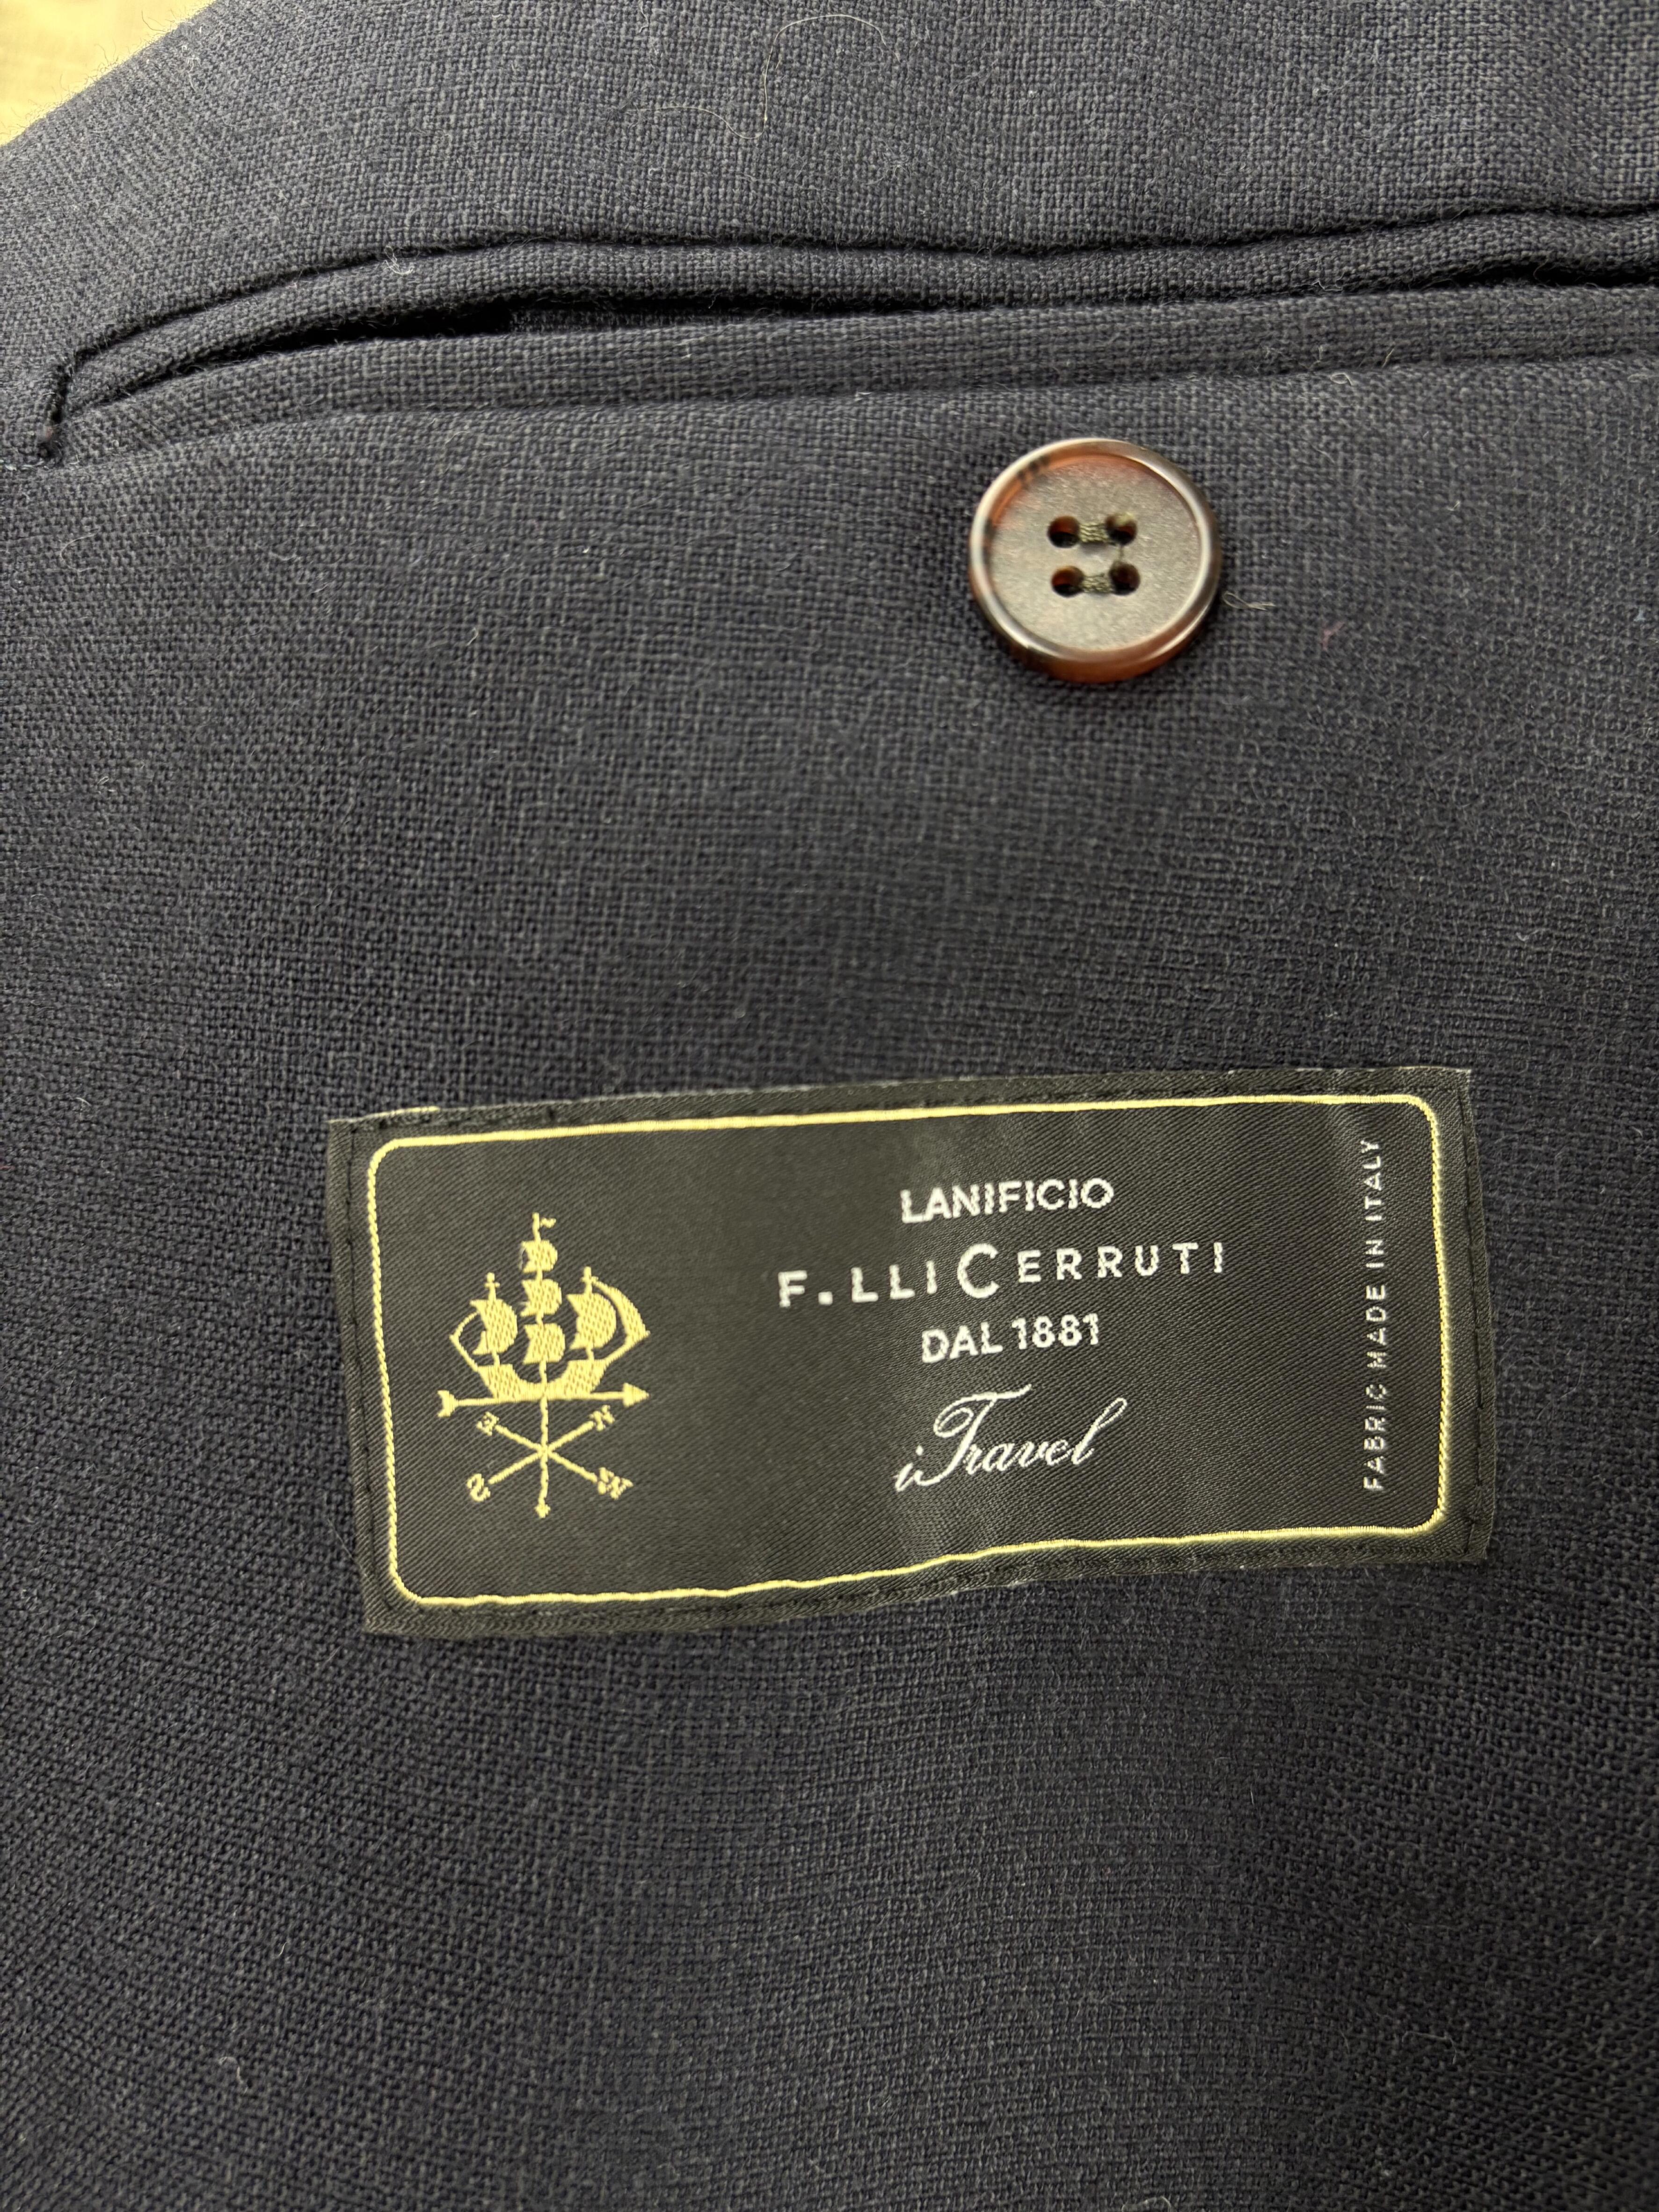 LANIFICIO
F.LLI CERRUTI
DAL 1881
iTravel
FABRIC MADE IN ITALY
E
N
S
W